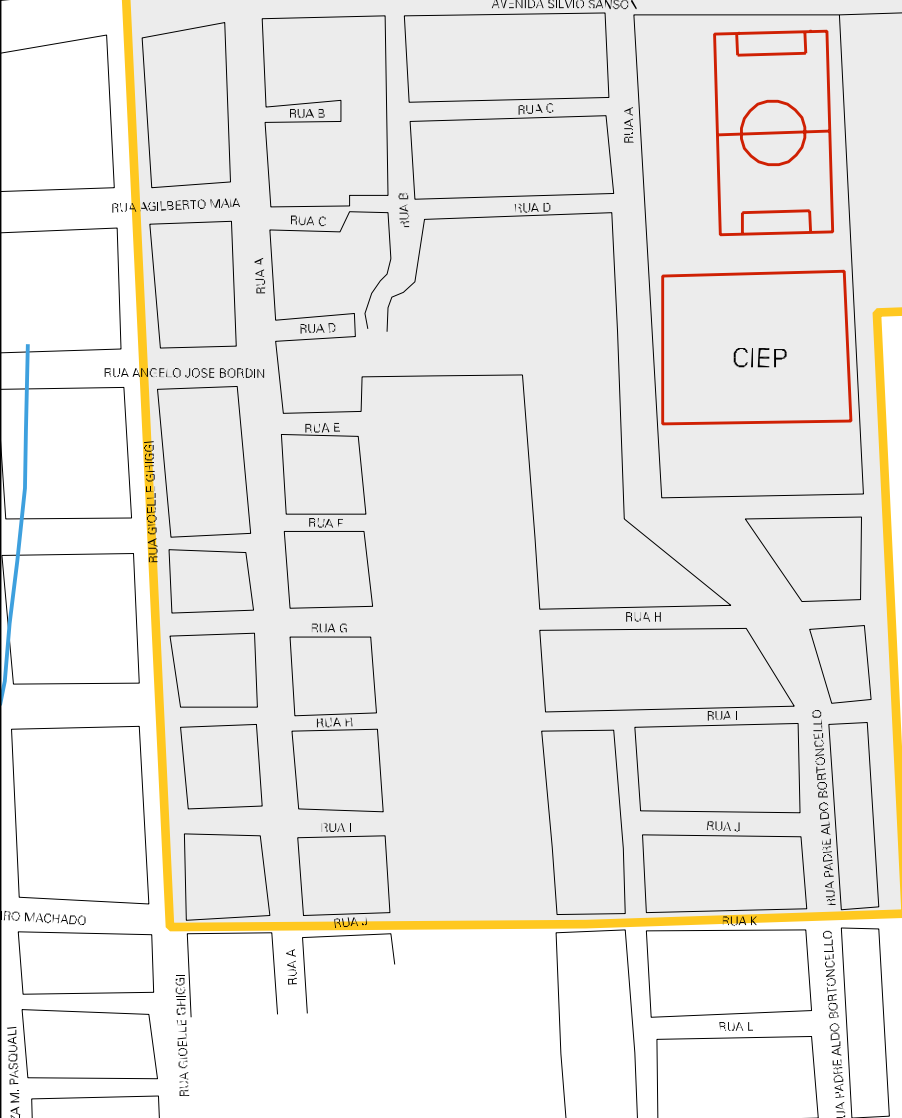 AVENIDA SILVIO SANSON
RUA B
RUA C
RUA A
RUA AGILBERTO MAIA
RUA B
RUA D
RUA C
RUA A
RUA D
CIEP
RUA ANGELO JOSE BORDIN
RUA E
RUA GIOELLE GHIGGI
RUA F
RUA H
RUA G
RUA H
RUA I
RUA PADRE ALDO BORTONCELLO
RUA I
RUA J
RUA J
RUA K
MACHADO
RUA A
RUA GIOELLE GHIGGI
RUA PADRE ALDO BORTONCELLO
RUA L
M. PASQUALI